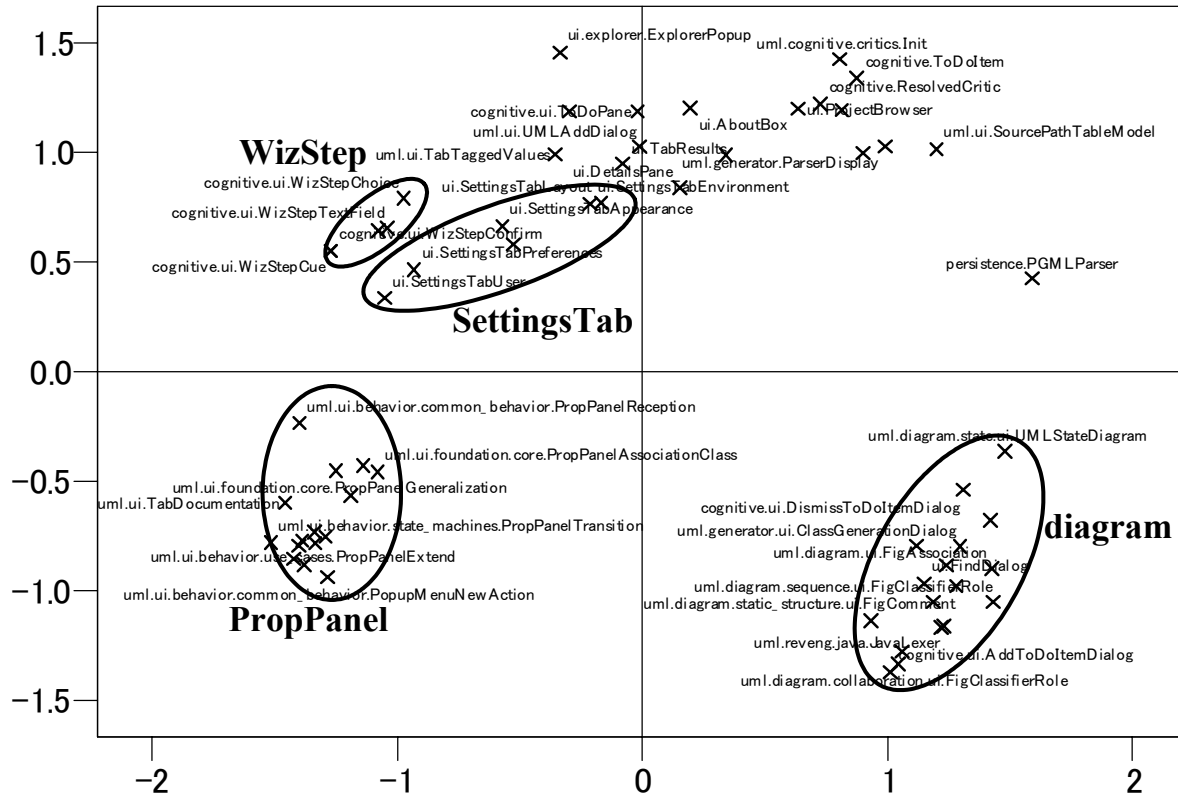 ui.explorer.ExplorerPopup
1.5
uml.cognitive.critics.Init
cognitive.ToDoItem
cognitive.ResolvedCritic
cognitive.ui.ToDoPane
ui.ProjectBrowser
ui.AboutBox
uml.ui.UMLAddDialog
uml.ui.SourcePathTableModel
1.0
WizStep
uml.ui.TabTaggedValues
ui.TabResults
uml.generator.ParserDisplay
ui.DetailsPane
cognitive.ui.WizStepChoice
ui.SettingsTabLayout
ui.SettingsTabEnvironment
cognitive.ui.WizStepTextField
ui.SettingsTabAppearance
cognitive.ui.WizStepConfirm
0.5
ui.SettingsTabPreferences
cognitive.ui.WizStepCue
persistence.PGMLParser
ui.SettingsTabUser
SettingsTab
0.0
uml.ui.behavior.common_behavior.PropPanelReception
uml.diagram.state.ui.UMLStateDiagram
uml.ui.foundation.core.PropPanelAssociationClass
-0.5
uml.ui.foundation.core.PropPanelGeneralization
uml.ui.TabDocumentation
cognitive.ui.DismissToDoItemDialog
uml.ui.behavior.state_machines.PropPanelTransition
uml.generator.ui.ClassGenerationDialog
diagram
uml.ui.behavior.use_cases.PropPanelExtend
uml.diagram.ui.FigAssociation
ui.FindDialog
uml.diagram.sequence.ui.FigClassifierRole
-1.0
uml.ui.behavior.common_behavior.PopupMenuNewAction
uml.diagram.static_structure.ui.FigComment
PropPanel
uml.reveng.java.JavaLexer
cognitive.ui.AddToDoItemDialog
uml.diagram.collaboration.ui.FigClassifierRole
-1.5
-2 -1 0 1 2